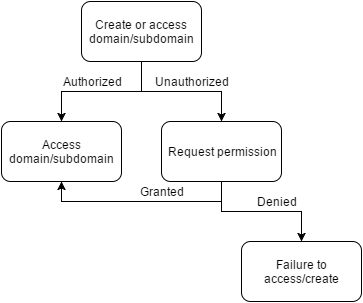 Create or access
domain/subdomain
Authorized
Unauthorized
Access
domain/subdomain
Request permission
Granted
Denied
Failure to
access/create